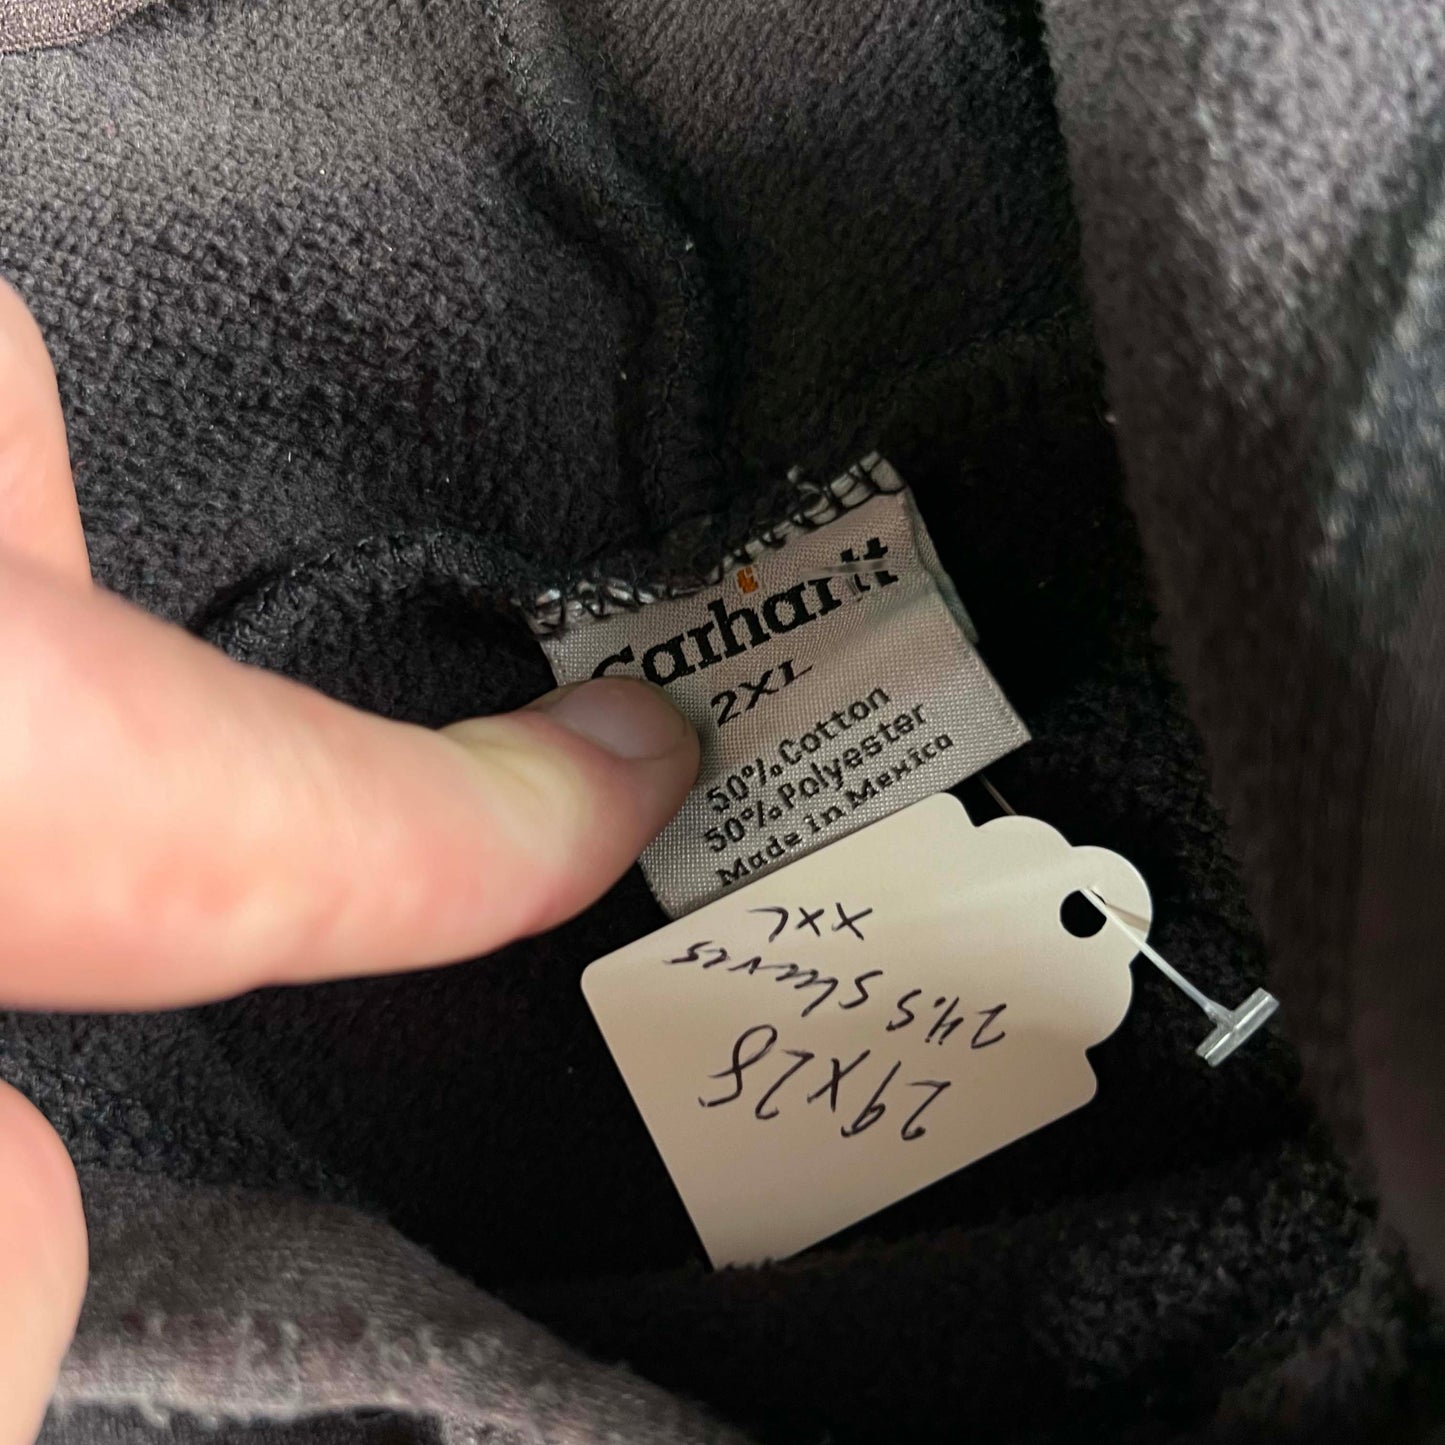 Carhartt
2XL
50% Cotton
50% Polyester
Made in Mexico
29x28
24.5 Sleeves
XXL